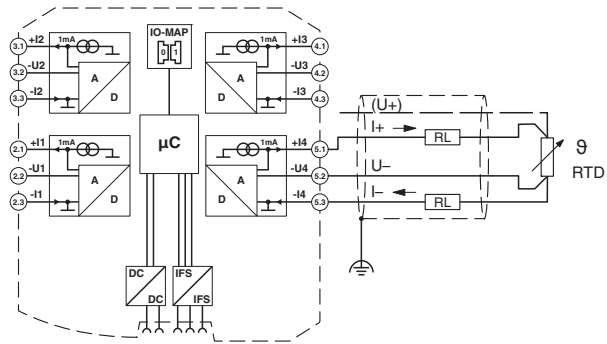 IO-MAP
0 1
3.1 +I2 1mA
3.2 -U2 A
3.3 -I2 D
1mA +I3 4.1
A -U3 4.2
D -I3 4.3
2.1 +I1 1mA
2.2 -U1 A
2.3 -I1 D
µC
1mA +I4 5.1
A -U4 5.2
D -I4 5.3
(U+)
I+ RL
U–
I– RL
ϑ
RTD
DC
DC
IFS
IFS